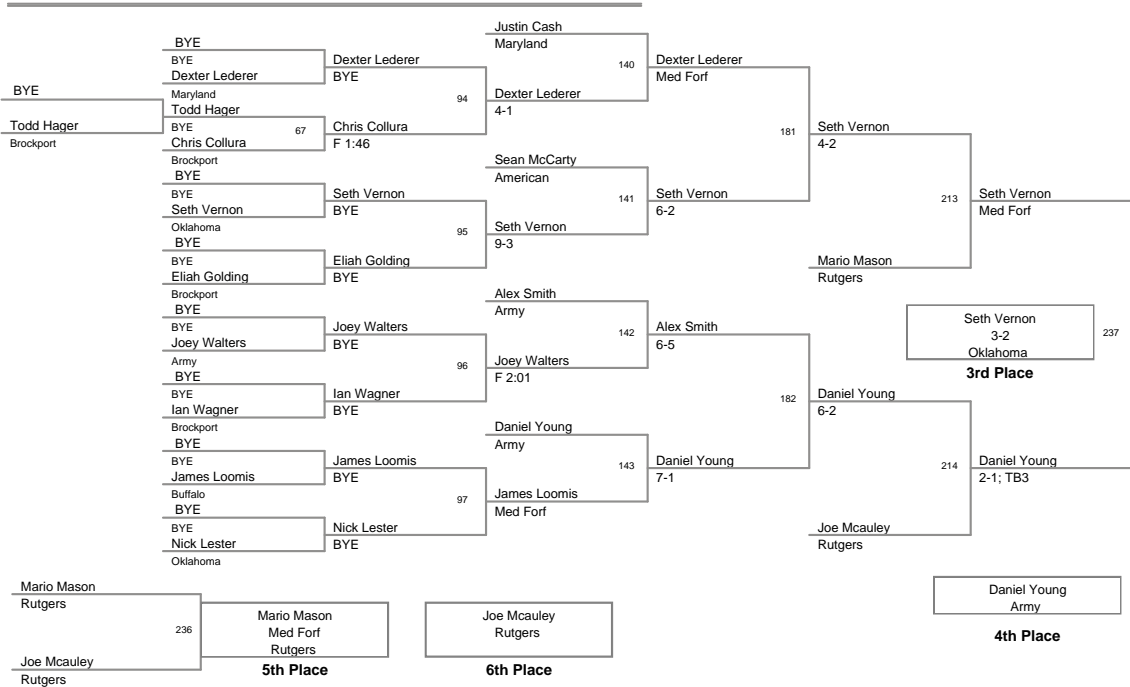 BYE
Todd Hager
Brockport
BYE
BYE
Dexter Lederer
Maryland
Todd Hager
BYE
67
Chris Collura
Brockport
BYE
BYE
Seth Vernon
Oklahoma
BYE
BYE
Eliah Golding
Brockport
BYE
BYE
Joey Walters
Army
BYE
BYE
Ian Wagner
Brockport
BYE
BYE
James Loomis
Buffalo
BYE
BYE
Nick Lester
Oklahoma
Dexter Lederer
BYE
94
Chris Collura
F 1:46
Seth Vernon
BYE
95
Eliah Golding
BYE
Joey Walters
BYE
96
Ian Wagner
BYE
James Loomis
BYE
97
Nick Lester
BYE
Justin Cash
Maryland
140
Dexter Lederer
4-1
Sean McCarty
American
141
Seth Vernon
9-3
Alex Smith
Army
142
Joey Walters
F 2:01
Daniel Young
Army
143
James Loomis
Med Forf
Dexter Lederer
Med Forf
181
Seth Vernon
6-2
Alex Smith
6-5
182
Daniel Young
7-1
Seth Vernon
4-2
213
Mario Mason
Rutgers
Daniel Young
6-2
214
Joe Mcauley
Rutgers
Seth Vernon
Med Forf
Seth Vernon
3-2
Oklahoma
237
3rd Place
Daniel Young
2-1; TB3
Daniel Young
Army
4th Place
Mario Mason
Rutgers
236
Joe Mcauley
Rutgers
Mario Mason
Med Forf
Rutgers
5th Place
Joe Mcauley
Rutgers
6th Place